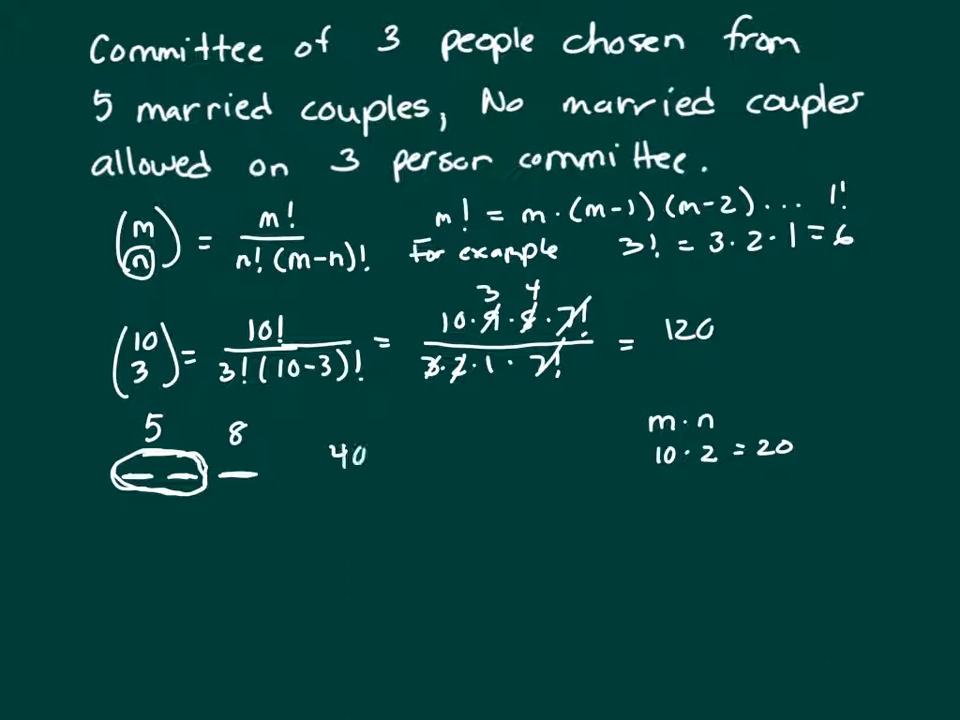 Committee of 3 people chosen from
5 married couples, No married couples
allowed on 3 person committee.
(m n) = m! / n!(m-n)!   m! = m·(m-1)(m-2)... 1!
For example   3! = 3·2·1 = 6
(10 3) = 10! / 3!(10-3)! = 10·9·8·7! / 3·2·1·7! = 120
3 4
5 8   m·n
40   10·2 = 20